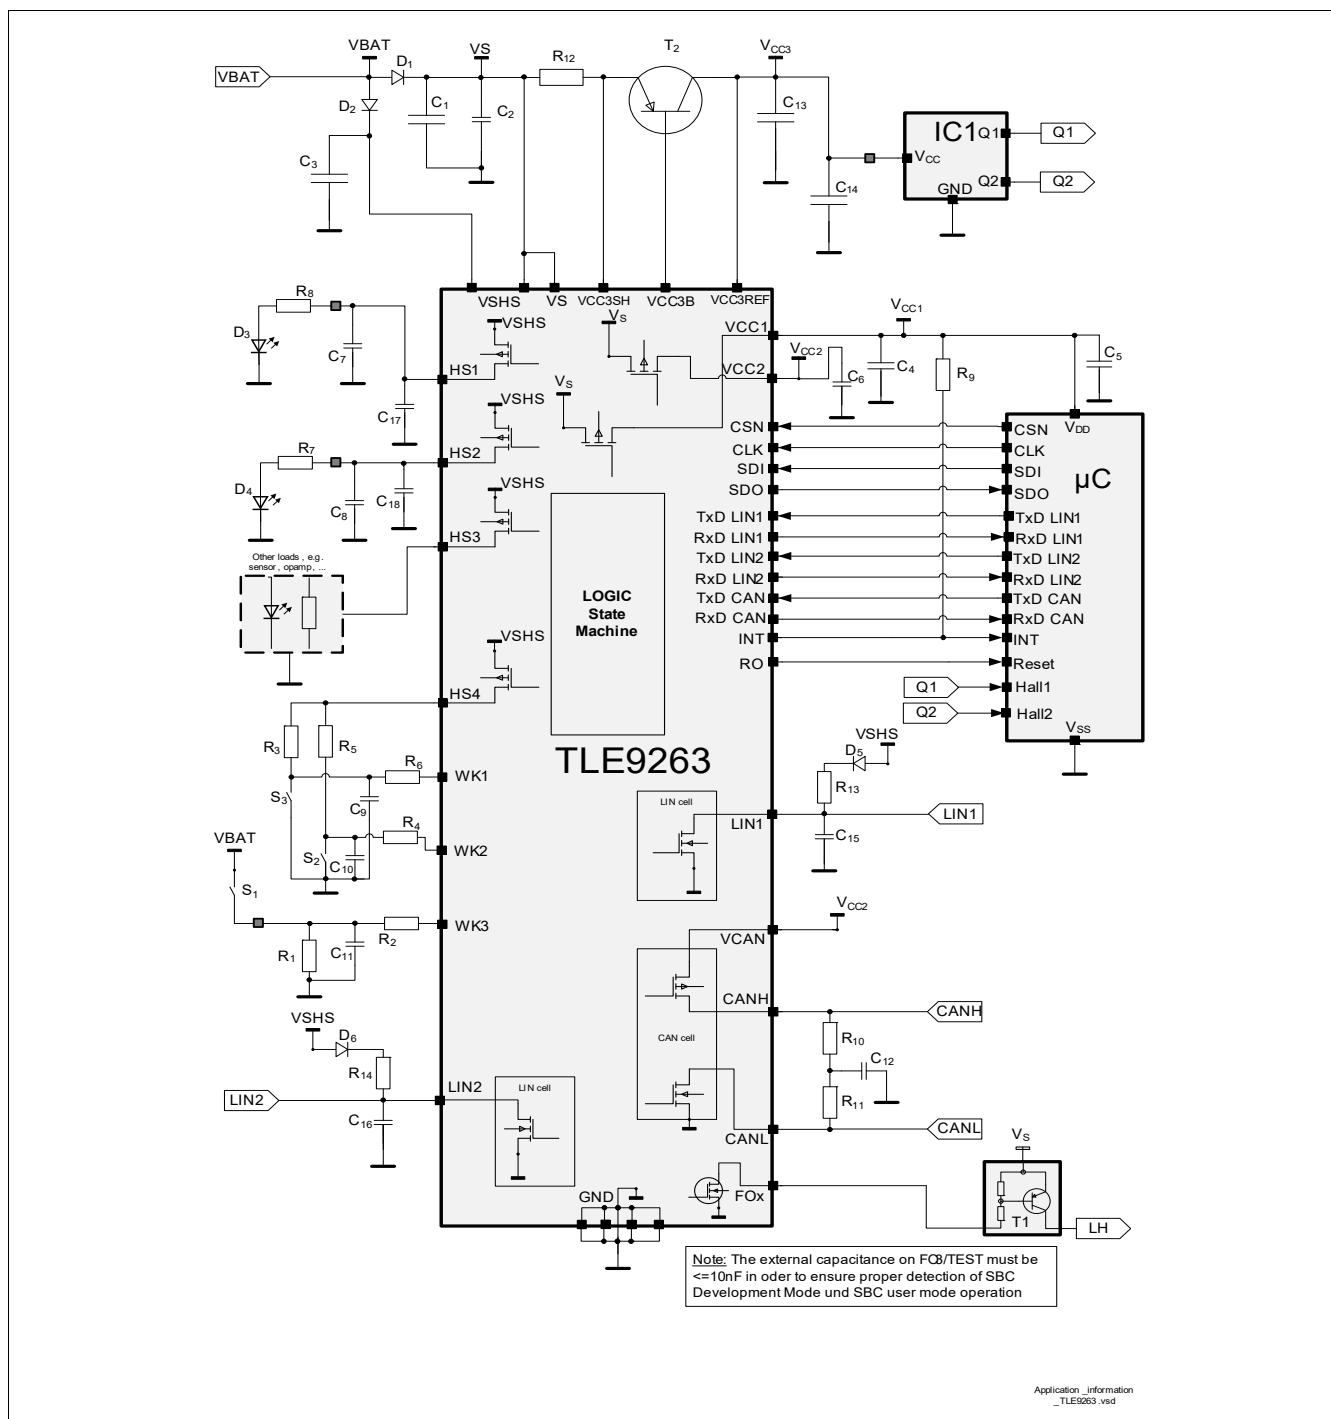 VBAT
VBAT
D1
VS
R12
T2
VCC3
D2
C1
C2
C3
C13
C14
IC1
Q1
Q1
VCC
Q2
Q2
GND
VSHS
VS
VCC3SH
VCC3B
VCC3REF
R8
D3
C7
HS1
C17
VSHS
VS
VCC1
VCC2
VCC1
VCC2
C6
C4
R9
C5
VS
VSHS
R7
D4
C8
C18
HS2
VSHS
HS3
Other loads , e.g.
sensor , opamp , ...
LOGIC
State
Machine
CSN
CLK
SDI
SDO
TxD LIN1
RxD LIN1
TxD LIN2
RxD LIN2
TxD CAN
RxD CAN
INT
RO
VDD
CSN
CLK
SDI
SDO
µC
TxD LIN1
RxD LIN1
TxD LIN2
RxD LIN2
TxD CAN
RxD CAN
INT
Reset
Q1
Hall1
Q2
Hall2
VSS
VSHS
HS4
R3
R5
R6
WK1
S3
C9
R4
WK2
S2
C10
VBAT
S1
R1
C11
R2
WK3
TLE9263
VSHS
D5
R13
LIN cell
LIN1
LIN1
C15
VCC2
VCAN
CANH
CANH
CAN cell
R10
C12
R11
CANL
CANL
VSHS
D6
R14
LIN2
LIN2
C16
LIN cell
GND
FOx
VS
T1
LH
Note: The external capacitance on FO3/TEST must be
<=10nF in oder to ensure proper detection of SBC
Development Mode und SBC user mode operation
Application _information
_TLE9263 .vsd